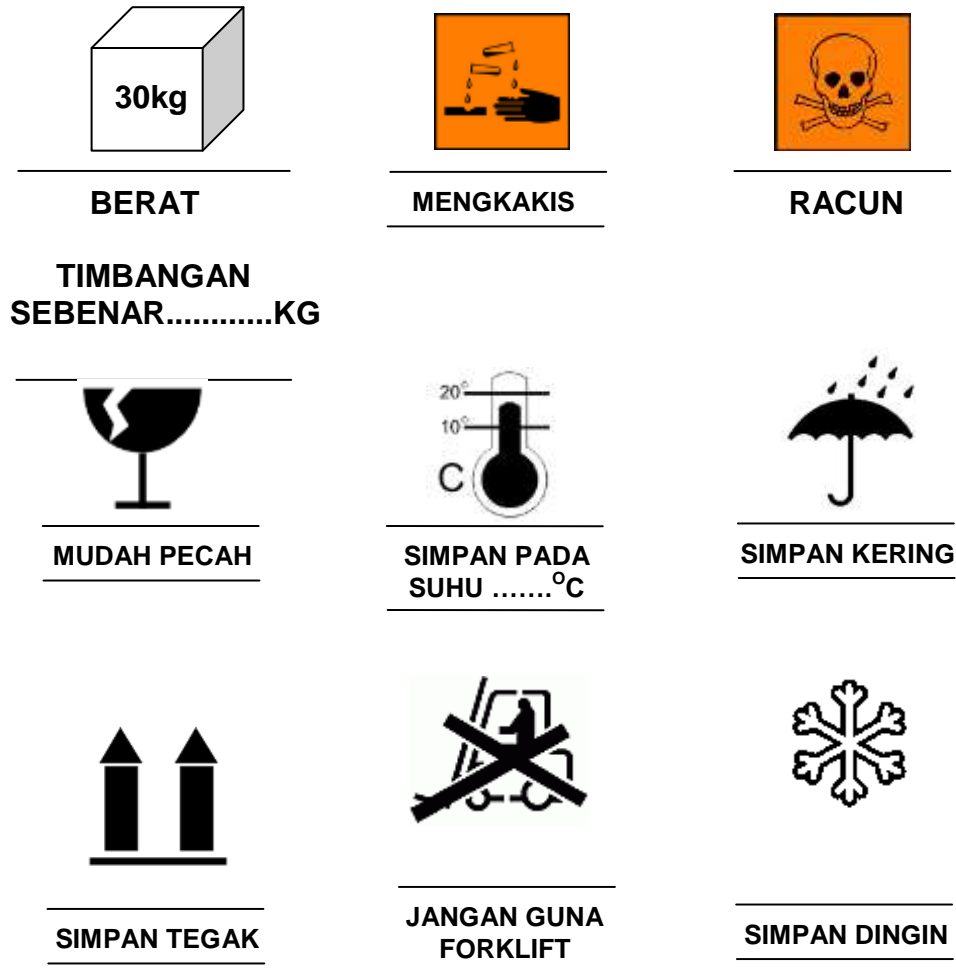 30kg
BERAT
MENGKAKIS
RACUN
TIMBANGAN
SEBENAR............KG
20°
10°
C
MUDAH PECAH
SIMPAN PADA
SUHU .......°C
SIMPAN KERING
SIMPAN TEGAK
JANGAN GUNA
FORKLIFT
SIMPAN DINGIN